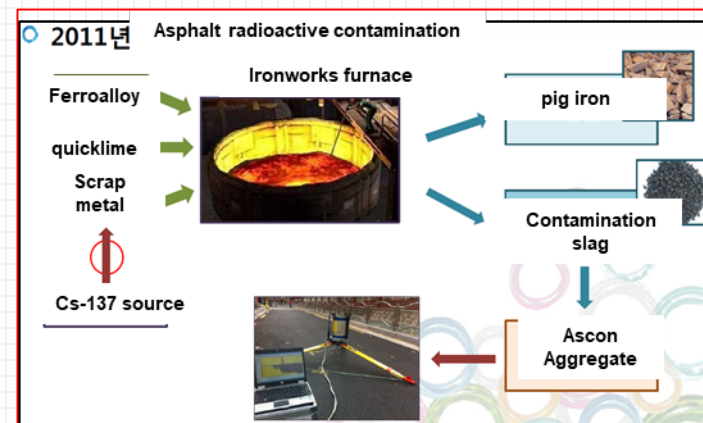 2011년 Asphalt radioactive contamination
Ironworks furnace
Ferroalloy
quicklime
Scrap
metal
Cs-137 source
pig iron
Contamination
slag
Ascon
Aggregate